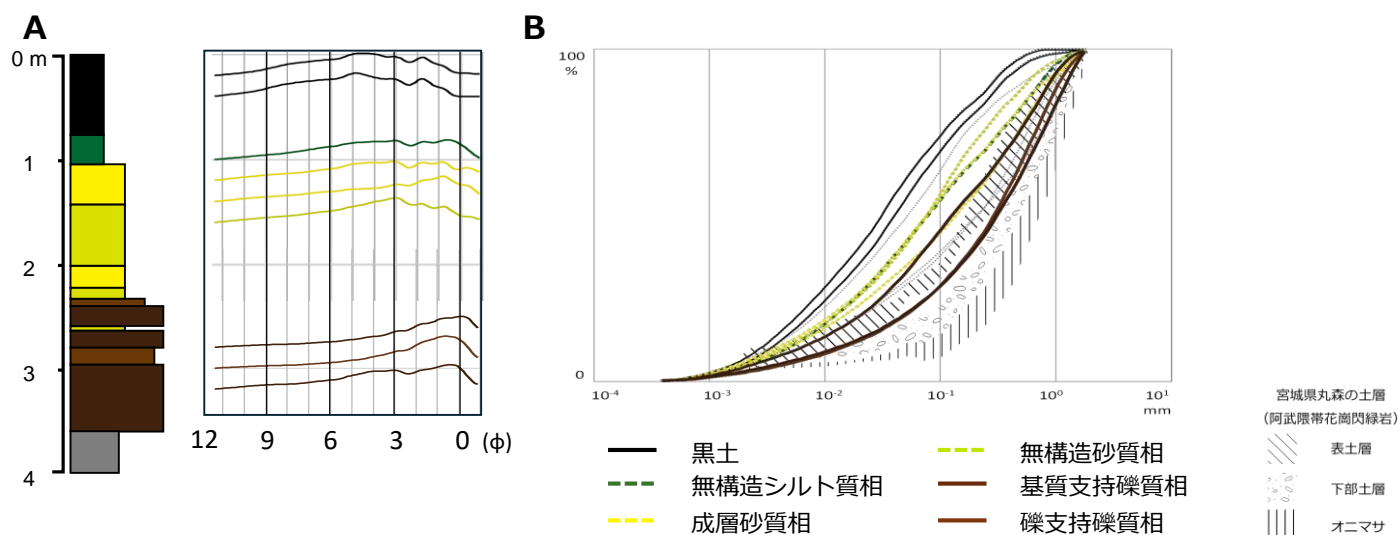 A
0 m
1
2
3
4
12 9 6 3 0 (ф)
B
100
%
0
10-4 10-3 10-2 10-1 100 101
mm
黒土
無構造シルト質相
成層砂質相
無構造砂質相
基質支持礫質相
礫支持礫質相
宮城県丸森の土層
(阿武隈帯花崗閃緑岩)
表土層
下部土層
オニマサ